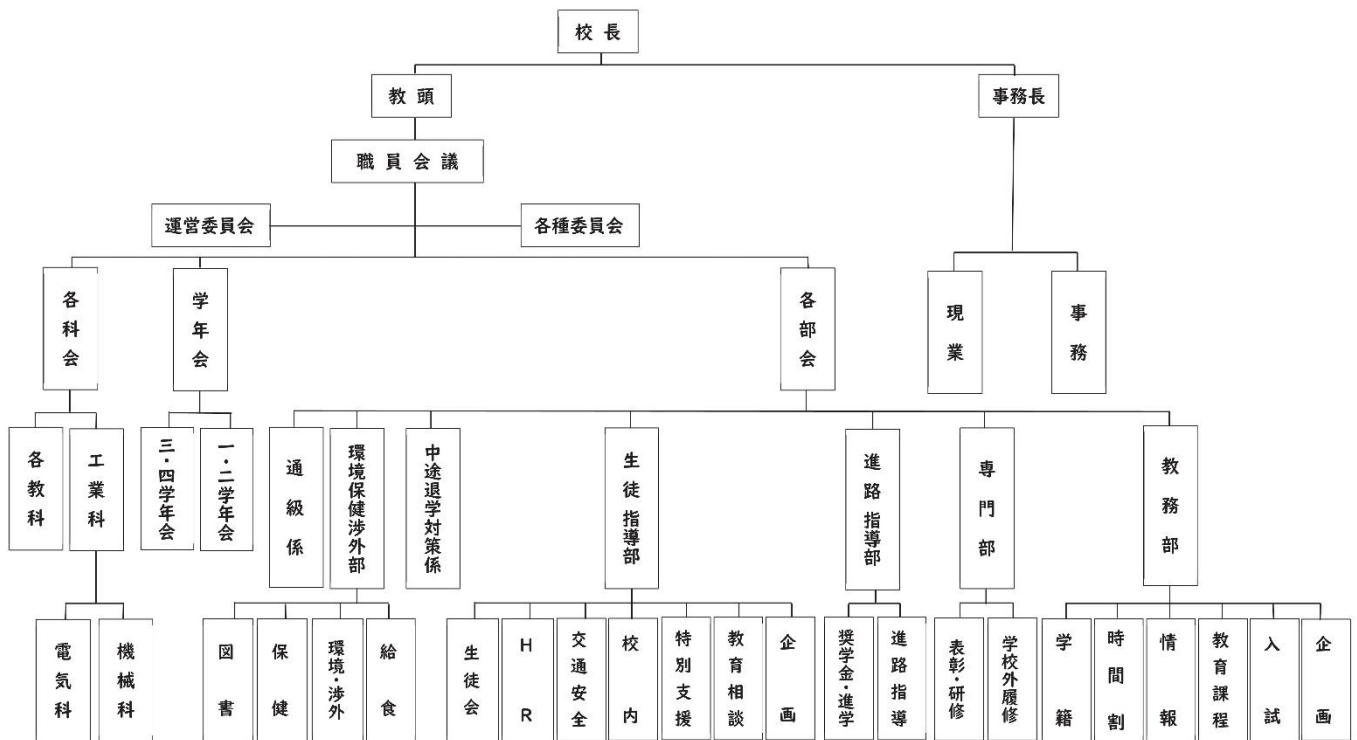 校長
教頭
事務長
職員会議
運営委員会
各種委員会
各科会
学年会
各部会
現業
事務
各教科
工業科
三・四学年会
一・二学年会
通級係
環境保健渉外部
中途退学対策係
生徒指導部
進路指導部
専門部
教務部
電気科
機械科
図書
保健
環境・渉外
給食
生徒会
HR
交通安全
校内
特別支援
教育相談
企画
奨学金・進学
進路指導
表彰・研修
学校外履修
学籍
時間割
情報
教育課程
入試
企画